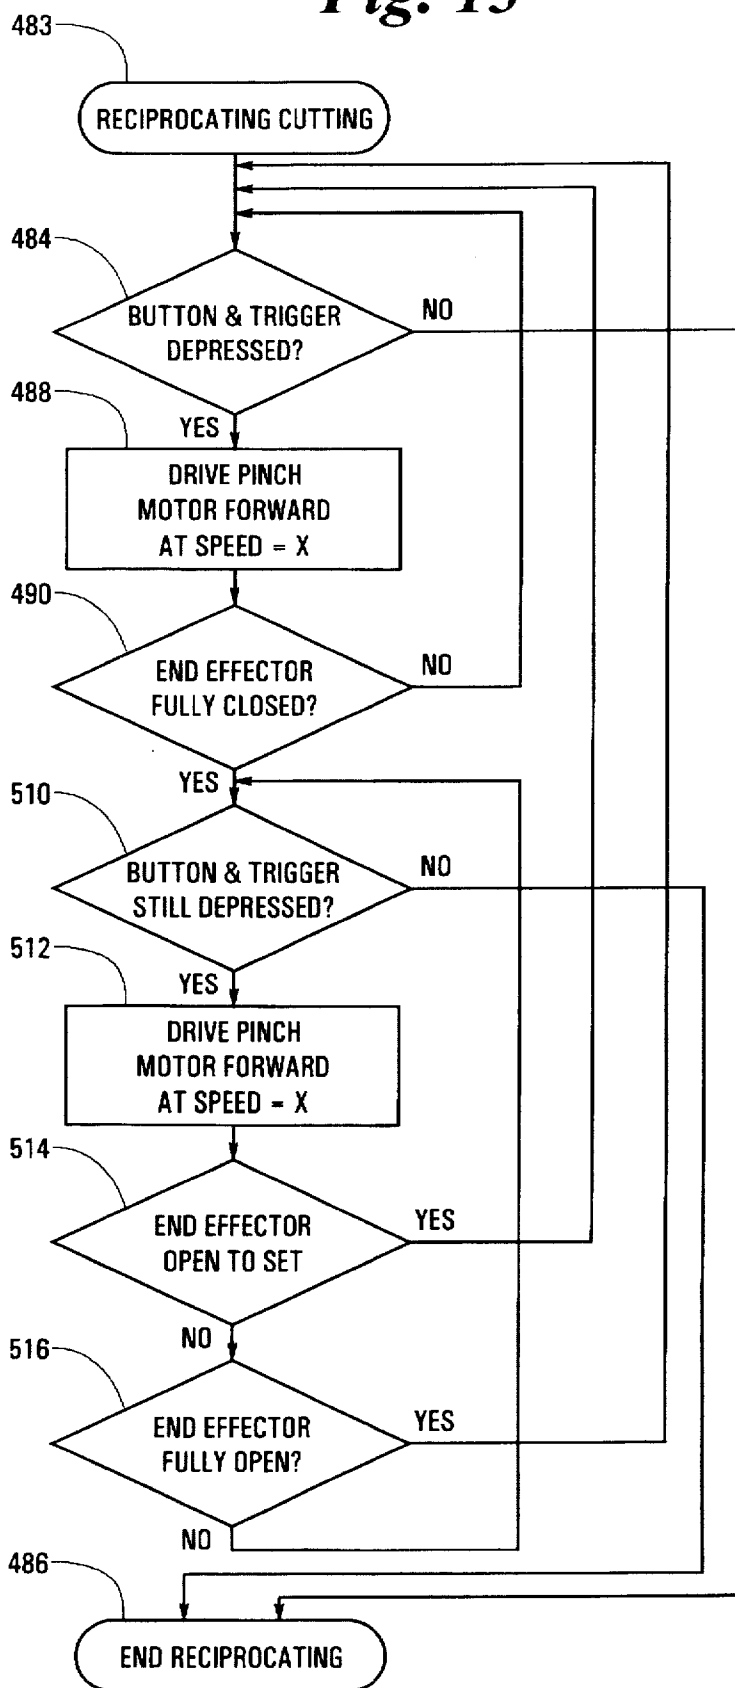 Fig. 15
483
RECIPROCATING CUTTING
484
BUTTON & TRIGGER
DEPRESSED?
NO
488
YES
DRIVE PINCH
MOTOR FORWARD
AT SPEED = X
490
END EFFECTOR
FULLY CLOSED?
NO
YES
510
BUTTON & TRIGGER
STILL DEPRESSED?
NO
512
YES
DRIVE PINCH
MOTOR FORWARD
AT SPEED = X
514
END EFFECTOR
OPEN TO SET
YES
NO
516
END EFFECTOR
FULLY OPEN?
YES
NO
486
END RECIPROCATING